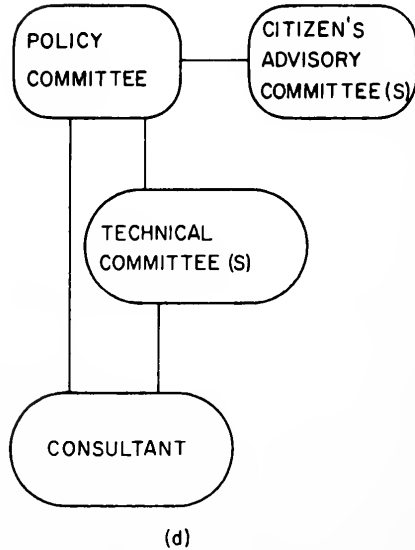 POLICY
COMMITTEE
CITIZEN'S
ADVISORY
COMMITTEE(S)
TECHNICAL
COMMITTEE (S)
CONSULTANT
(d)